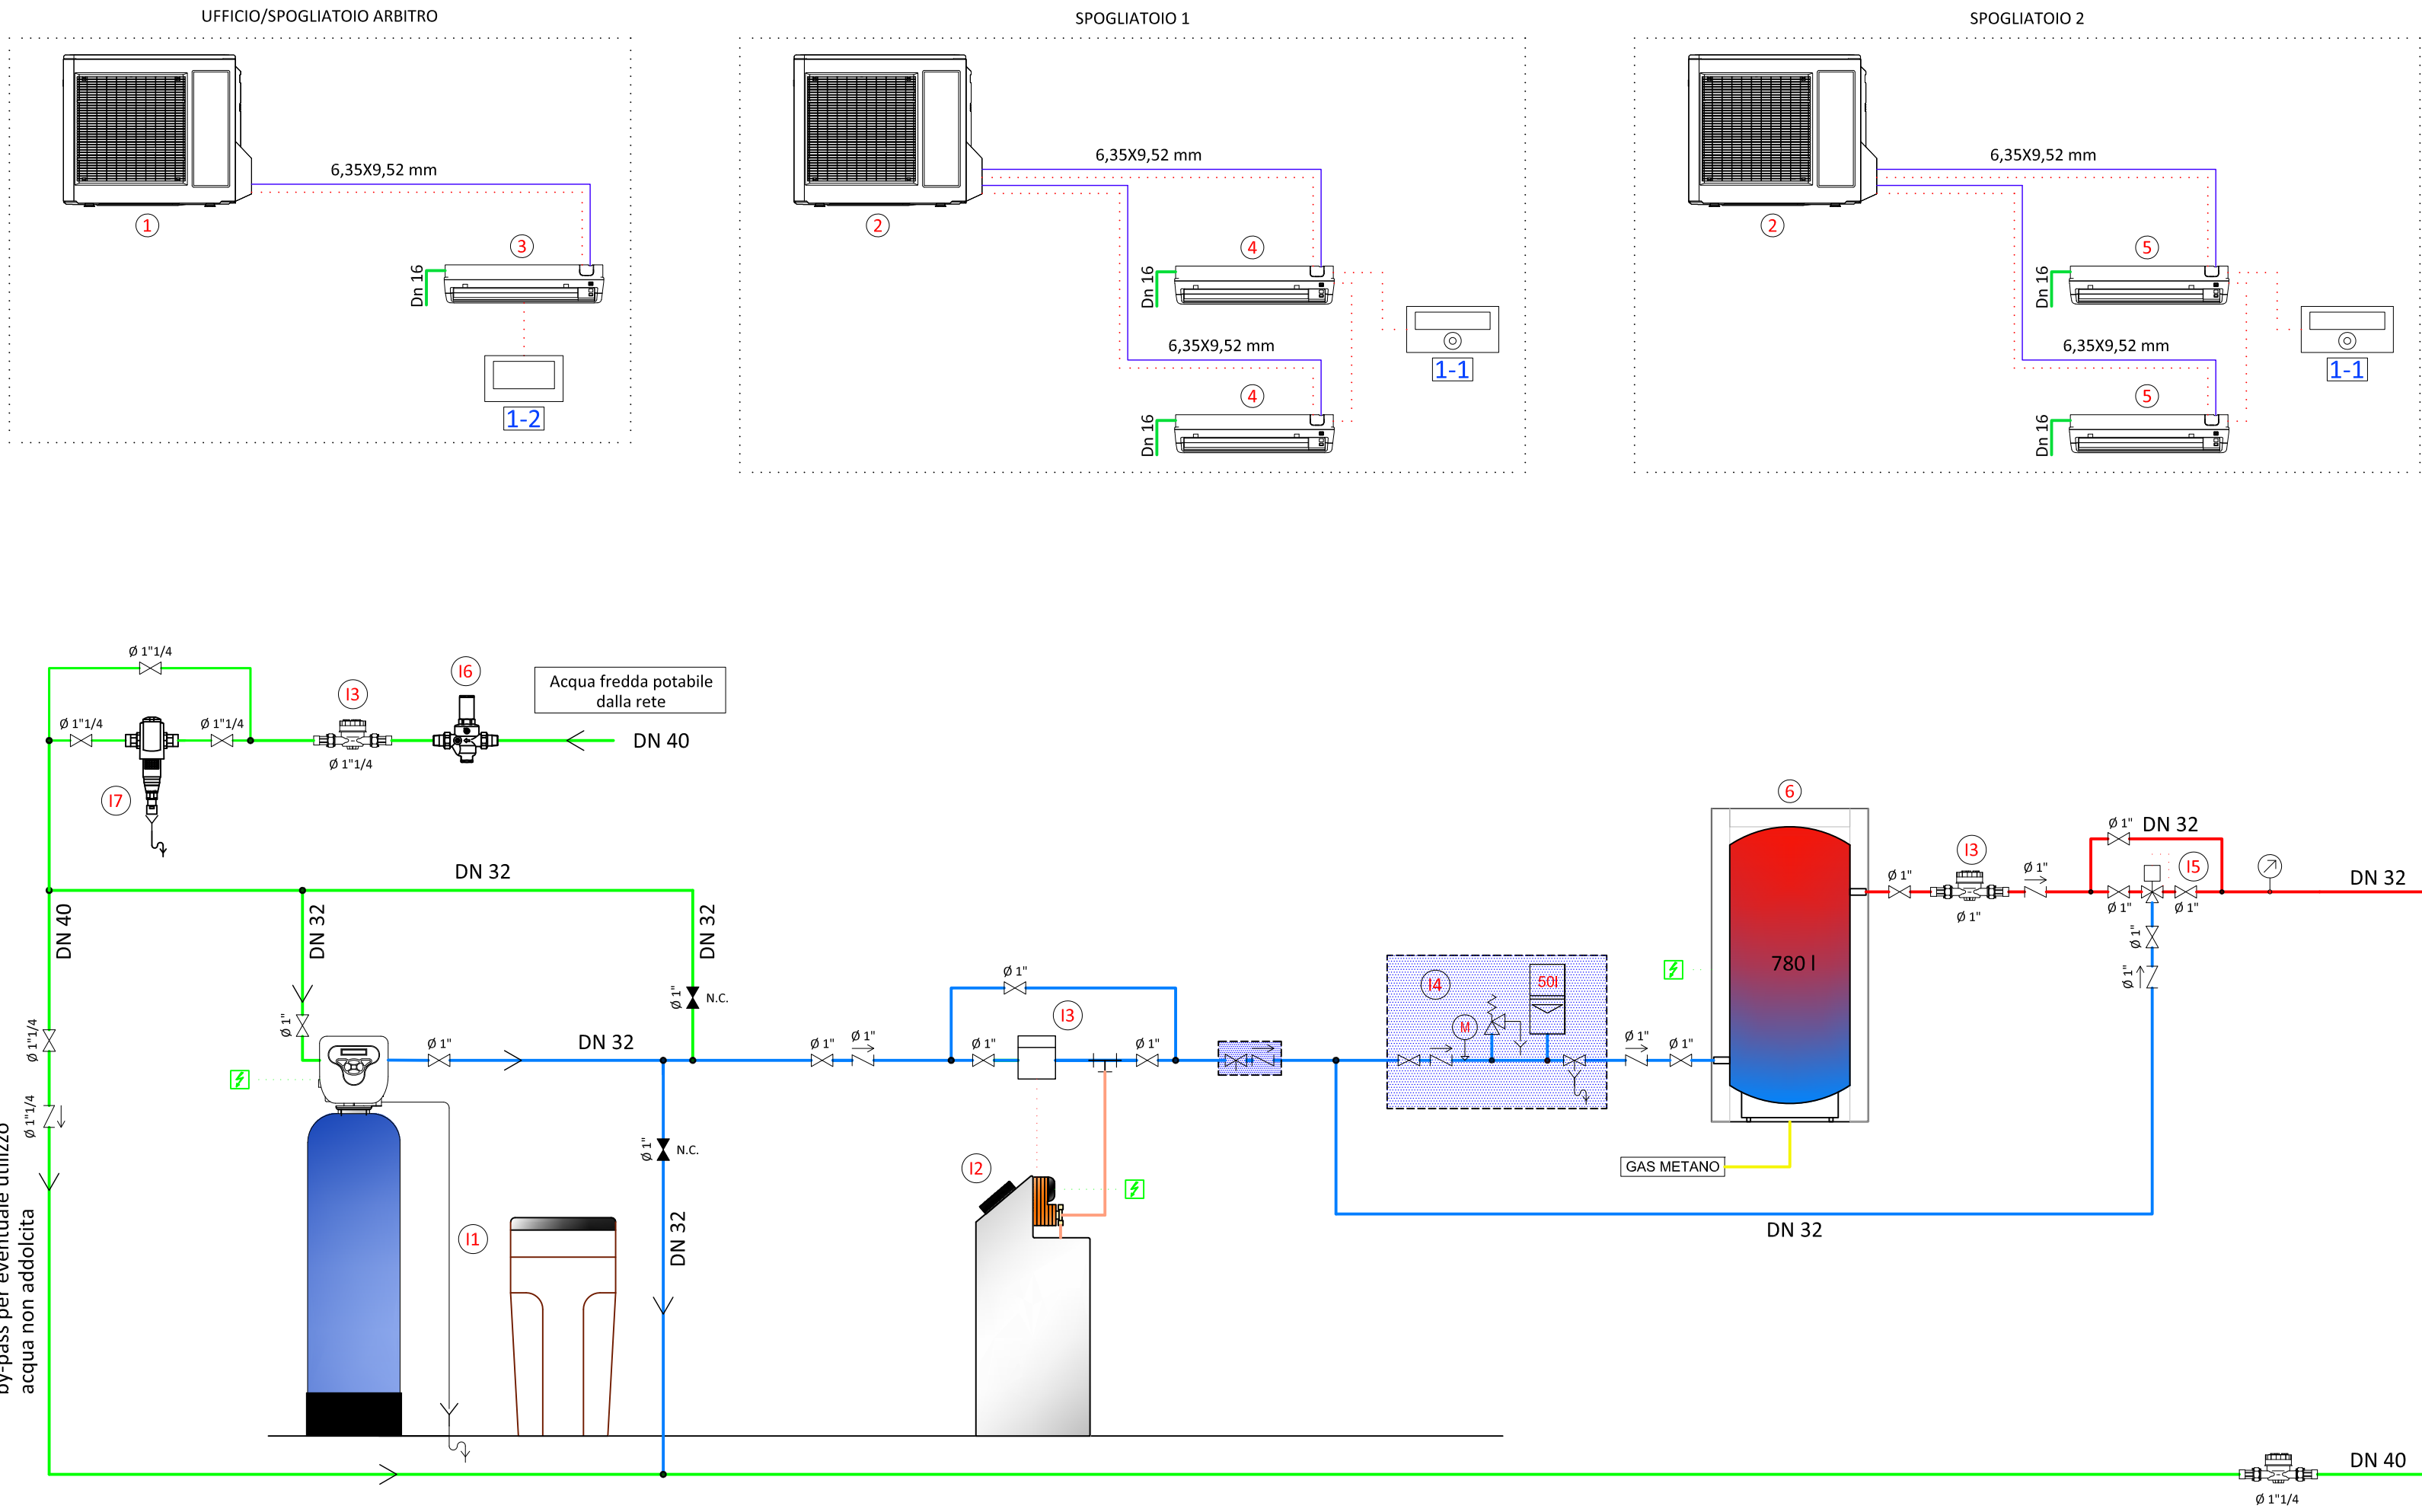 UFFICIO/SPOGLIATOIO ARBITRO
SPOGLIATOIO 1
SPOGLIATOIO 2
6,35X9,52 mm
1
3
Dn 16
1-2
6,35X9,52 mm
2
4
Dn 16
6,35X9,52 mm
1-1
4
Dn 16
6,35X9,52 mm
2
5
Dn 16
6,35X9,52 mm
1-1
5
Dn 16
Ø 1"1/4
I6
Acqua fredda potabile
dalla rete
I3
Ø 1"1/4
Ø 1"1/4
DN 40
Ø 1"1/4
I7
DN 32
DN 40
DN 32
DN 32
Ø 1"
N.C.
Ø 1"
Ø 1"1/4
Ø 1"
DN 32
Ø 1"1/4
by-pass per eventuale utilizzo
acqua non addolcita
Ø 1"
N.C.
DN 32
I1
Ø 1"
Ø 1"
Ø 1"
Ø 1"
I3
Ø 1"
I2
I4
50l
M
Ø 1"
Ø 1"
6
780 l
GAS METANO
DN 32
Ø 1"
I3
Ø 1"
Ø 1"
Ø 1"
DN 32
I5
Ø 1"
Ø 1"
Ø 1"
Ø 1"
DN 32
DN 40
Ø 1"1/4